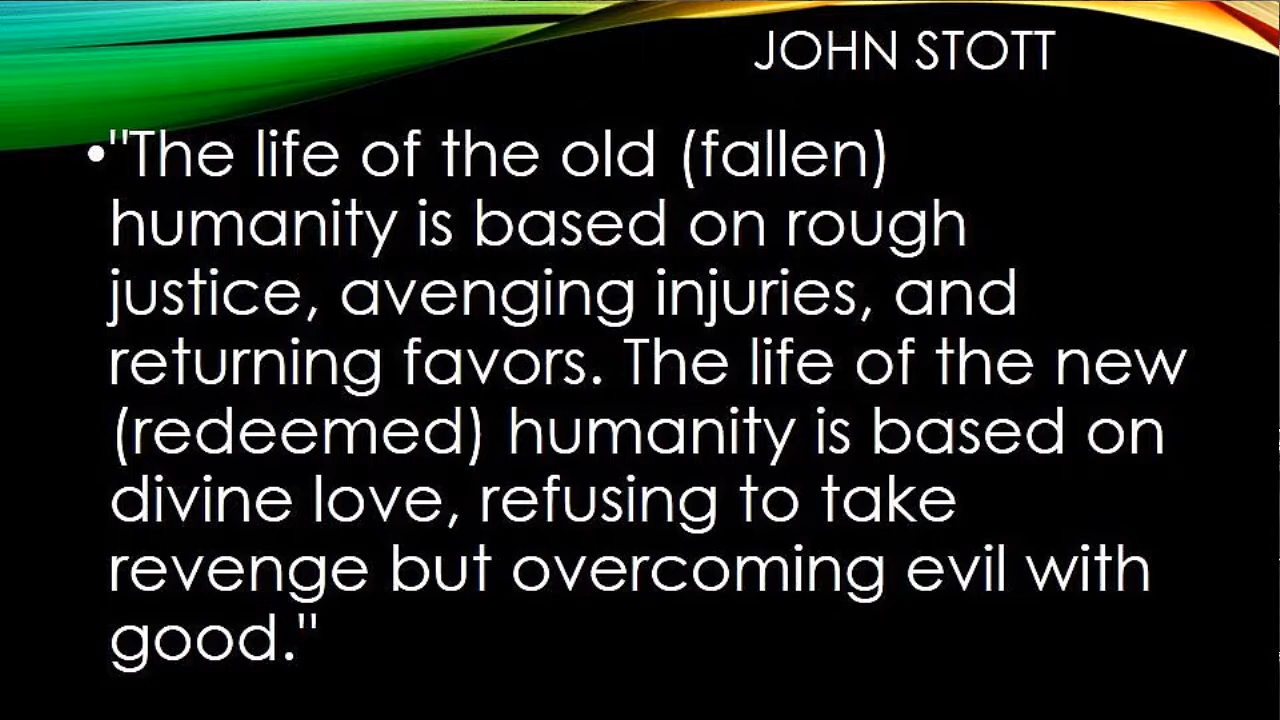 JOHN STOTT
•"The life of the old (fallen)
humanity is based on rough
justice, avenging injuries, and
returning favors. The life of the new
(redeemed) humanity is based on
divine love, refusing to take
revenge but overcoming evil with
good."